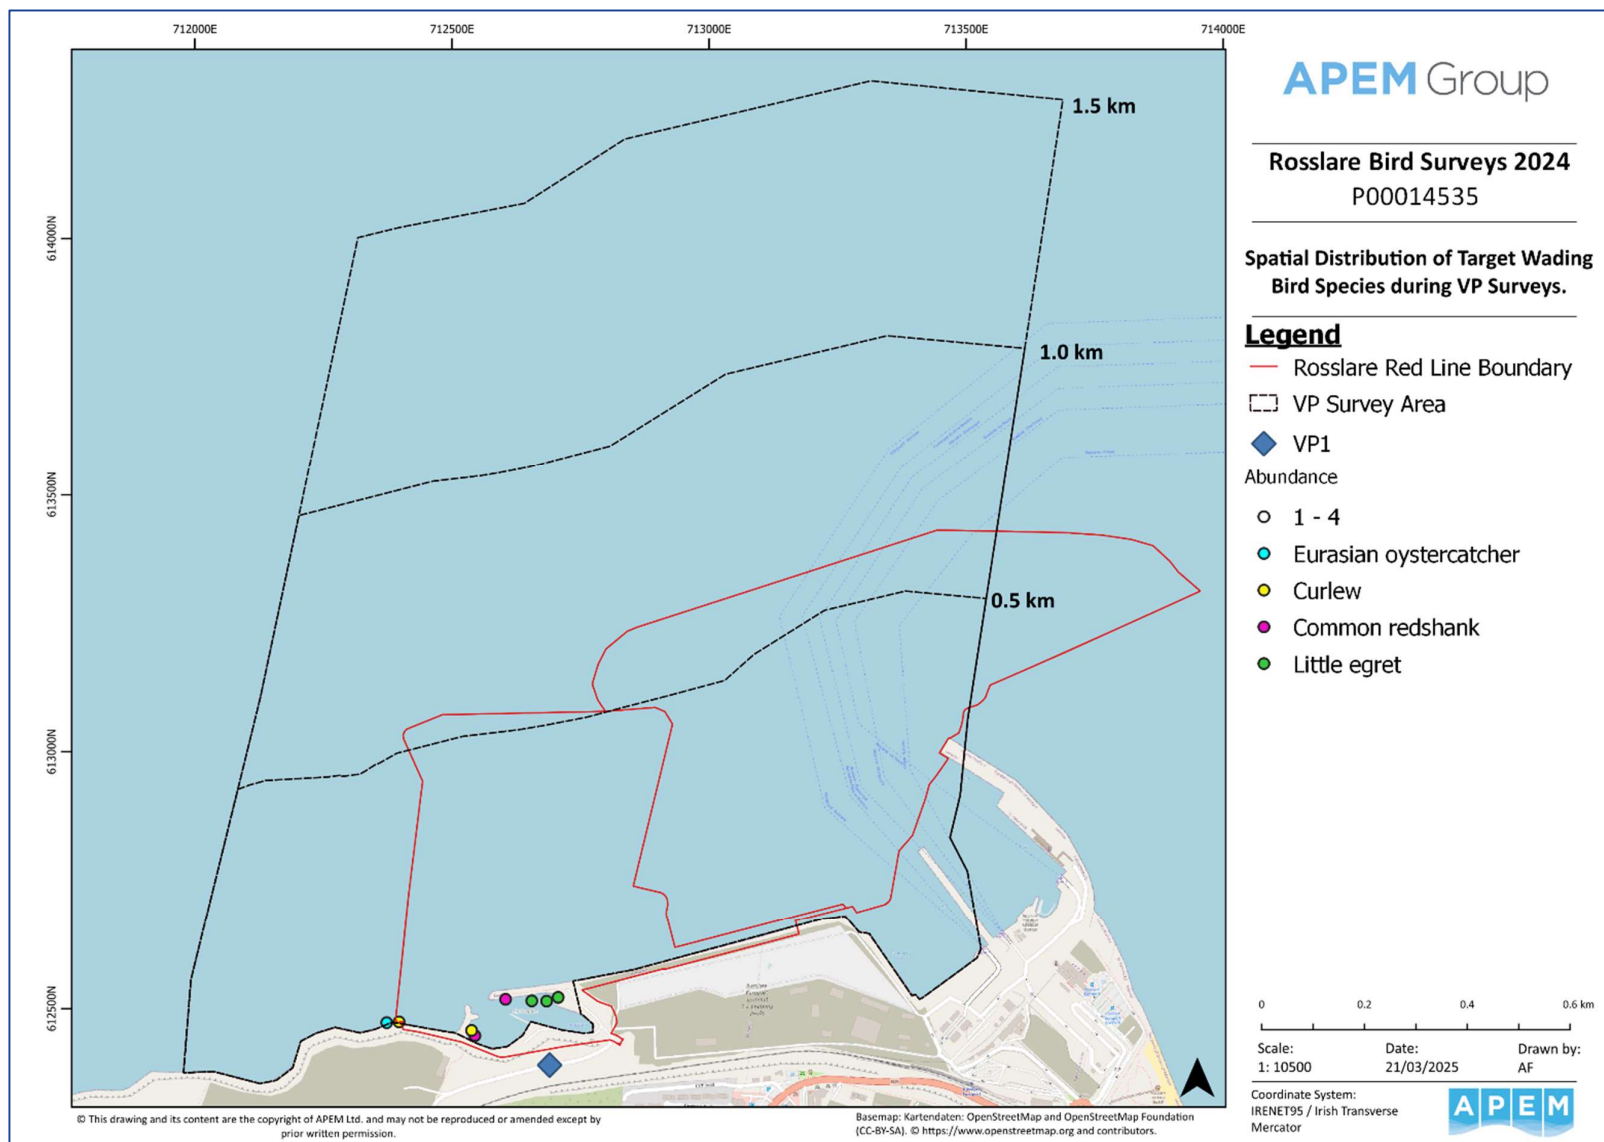 712000E
712500E
713000E
713500E
714000E
614000N
613500N
613000N
612500N
1.5 km
1.0 km
0.5 km
APEM Group
Rosslare Bird Surveys 2024
P00014535
Spatial Distribution of Target Wading
Bird Species during VP Surveys.
Legend
Rosslare Red Line Boundary
VP Survey Area
VP1
Abundance
1 - 4
Eurasian oystercatcher
Curlew
Common redshank
Little egret
0 0.2 0.4 0.6 km
Scale: Date: Drawn by:
1: 10500 21/03/2025 AF
Coordinate System:
IRENET95 / Irish Transverse
Mercator
APEM
© This drawing and its content are the copyright of APEM Ltd. and may not be reproduced or amended except by
prior written permission.
Basemap: Kartendaten: OpenStreetMap and OpenStreetMap Foundation
(CC-BY-SA). © https://www.openstreetmap.org and contributors.